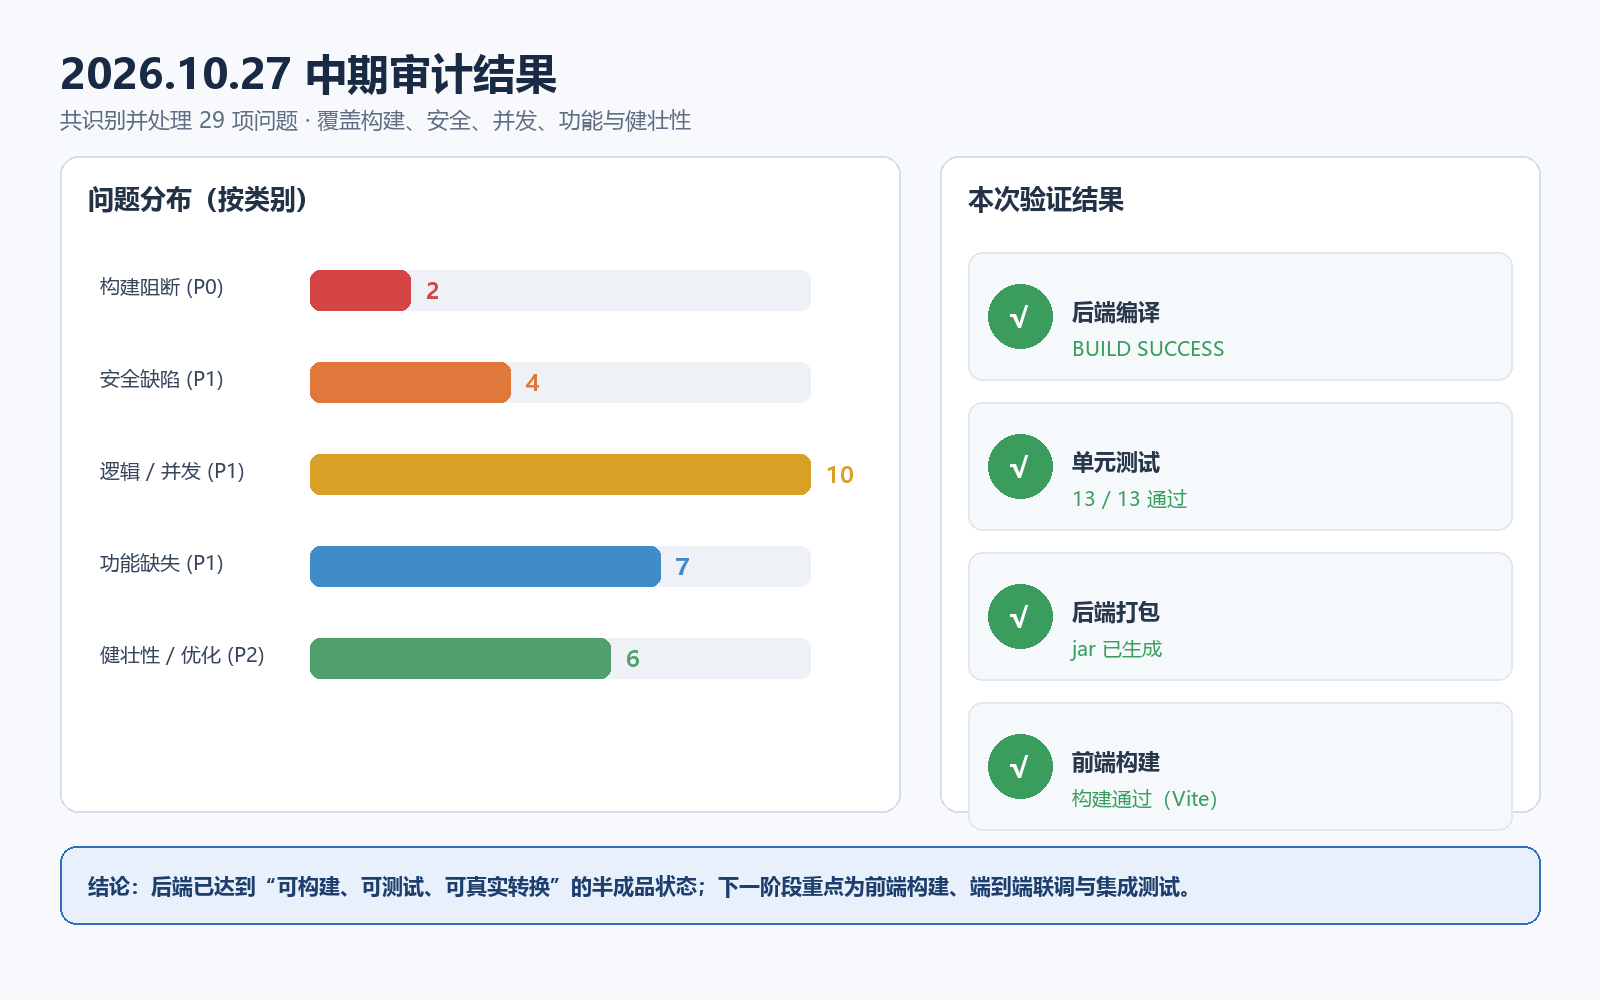 2026.10.27 中期审计结果
共识别并处理 29 项问题 · 覆盖构建、安全、并发、功能与健壮性
问题分布（按类别）
构建阻断 (P0)
2
安全缺陷 (P1)
4
逻辑 / 并发 (P1)
10
功能缺失 (P1)
7
健壮性 / 优化 (P2)
6
本次验证结果
√
后端编译
BUILD SUCCESS
√
单元测试
13 / 13 通过
√
后端打包
jar 已生成
√
前端构建
构建通过（Vite）
结论：后端已达到“可构建、可测试、可真实转换”的半成品状态；下一阶段重点为前端构建、端到端联调与集成测试。